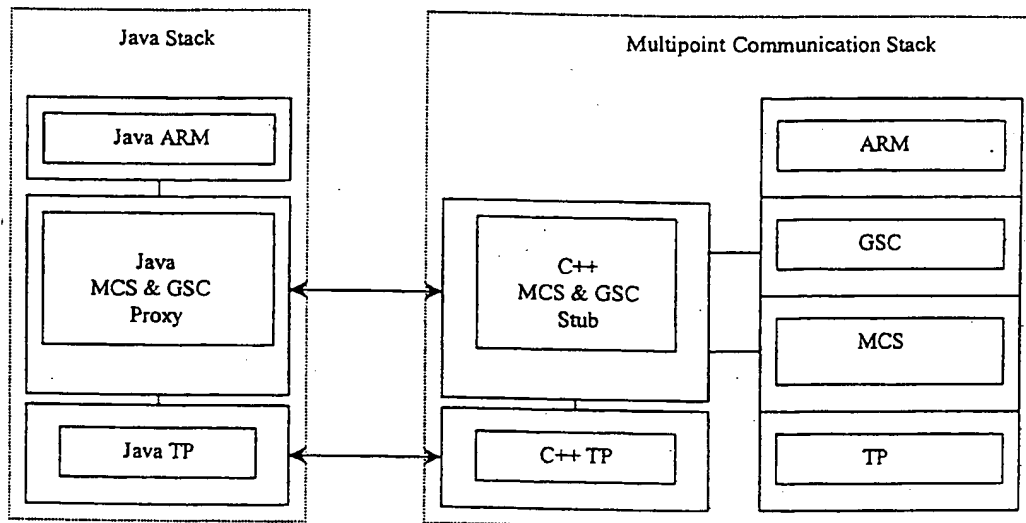 Java Stack
Multipoint Communication Stack
Java ARM
ARM
Java
MCS & GSC
Proxy
C++
MCS & GSC
Stub
GSC
MCS
Java TP
C++ TP
TP